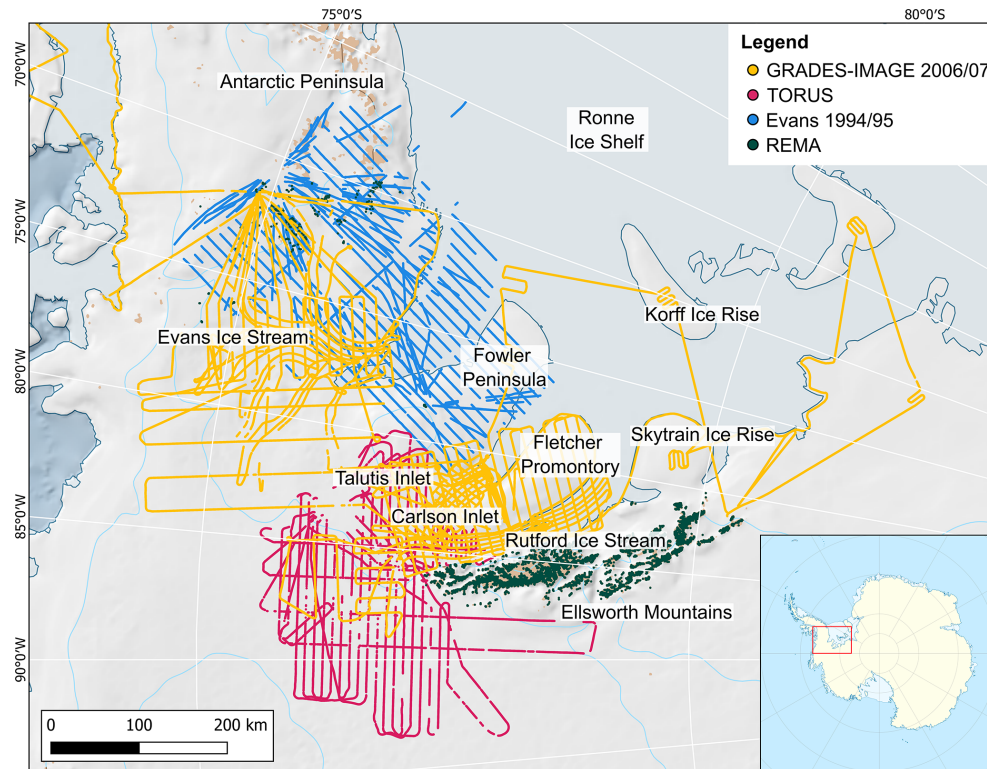 75°0'S
80°0'S
70°0'W
75°0'W
80°0'W
85°0'W
90°0'W
Legend
GRADES-IMAGE 2006/07
TORUS
Evans 1994/95
REMA
Antarctic Peninsula
Ronne
Ice Shelf
Korff Ice Rise
Evans Ice Stream
Fowler
Peninsula
Skytrain Ice Rise
Fletcher
Promontory
Talutis Inlet
Carlson Inlet
Rutford Ice Stream
Ellsworth Mountains
0 100 200 km